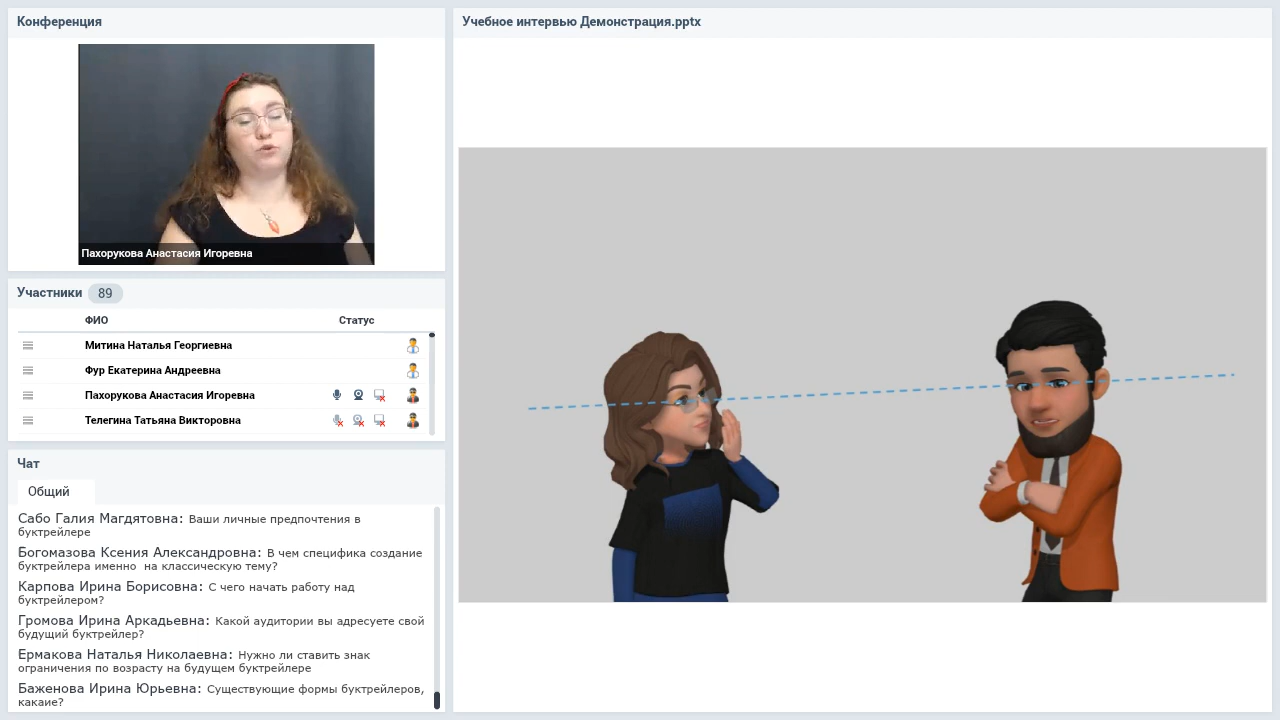 Конференция
Пахорукова Анастасия Игоревна
Участники 89
ФИО Статус
Митина Наталья Георгиевна
Фур Екатерина Андреевна
Пахорукова Анастасия Игоревна
Телегина Татьяна Викторовна
Чат
Общий
Сабо Галия Магдятовна: Ваши личные предпочтения в
буктрейлере
Богомазова Ксения Александровна: В чем специфика создание
буктрейлера именно на классическую тему?
Карпова Ирина Борисовна: С чего начать работу над
буктрейлером?
Громова Ирина Аркадьевна: Какой аудитории вы адресуете свой
будущий буктрейлер?
Ермакова Наталья Николаевна: Нужно ли ставить знак
ограничения по возрасту на будущем буктрейлере
Баженова Ирина Юрьевна: Существующие формы буктрейлеров,
какаие?
Учебное интервью Демонстрация.pptx